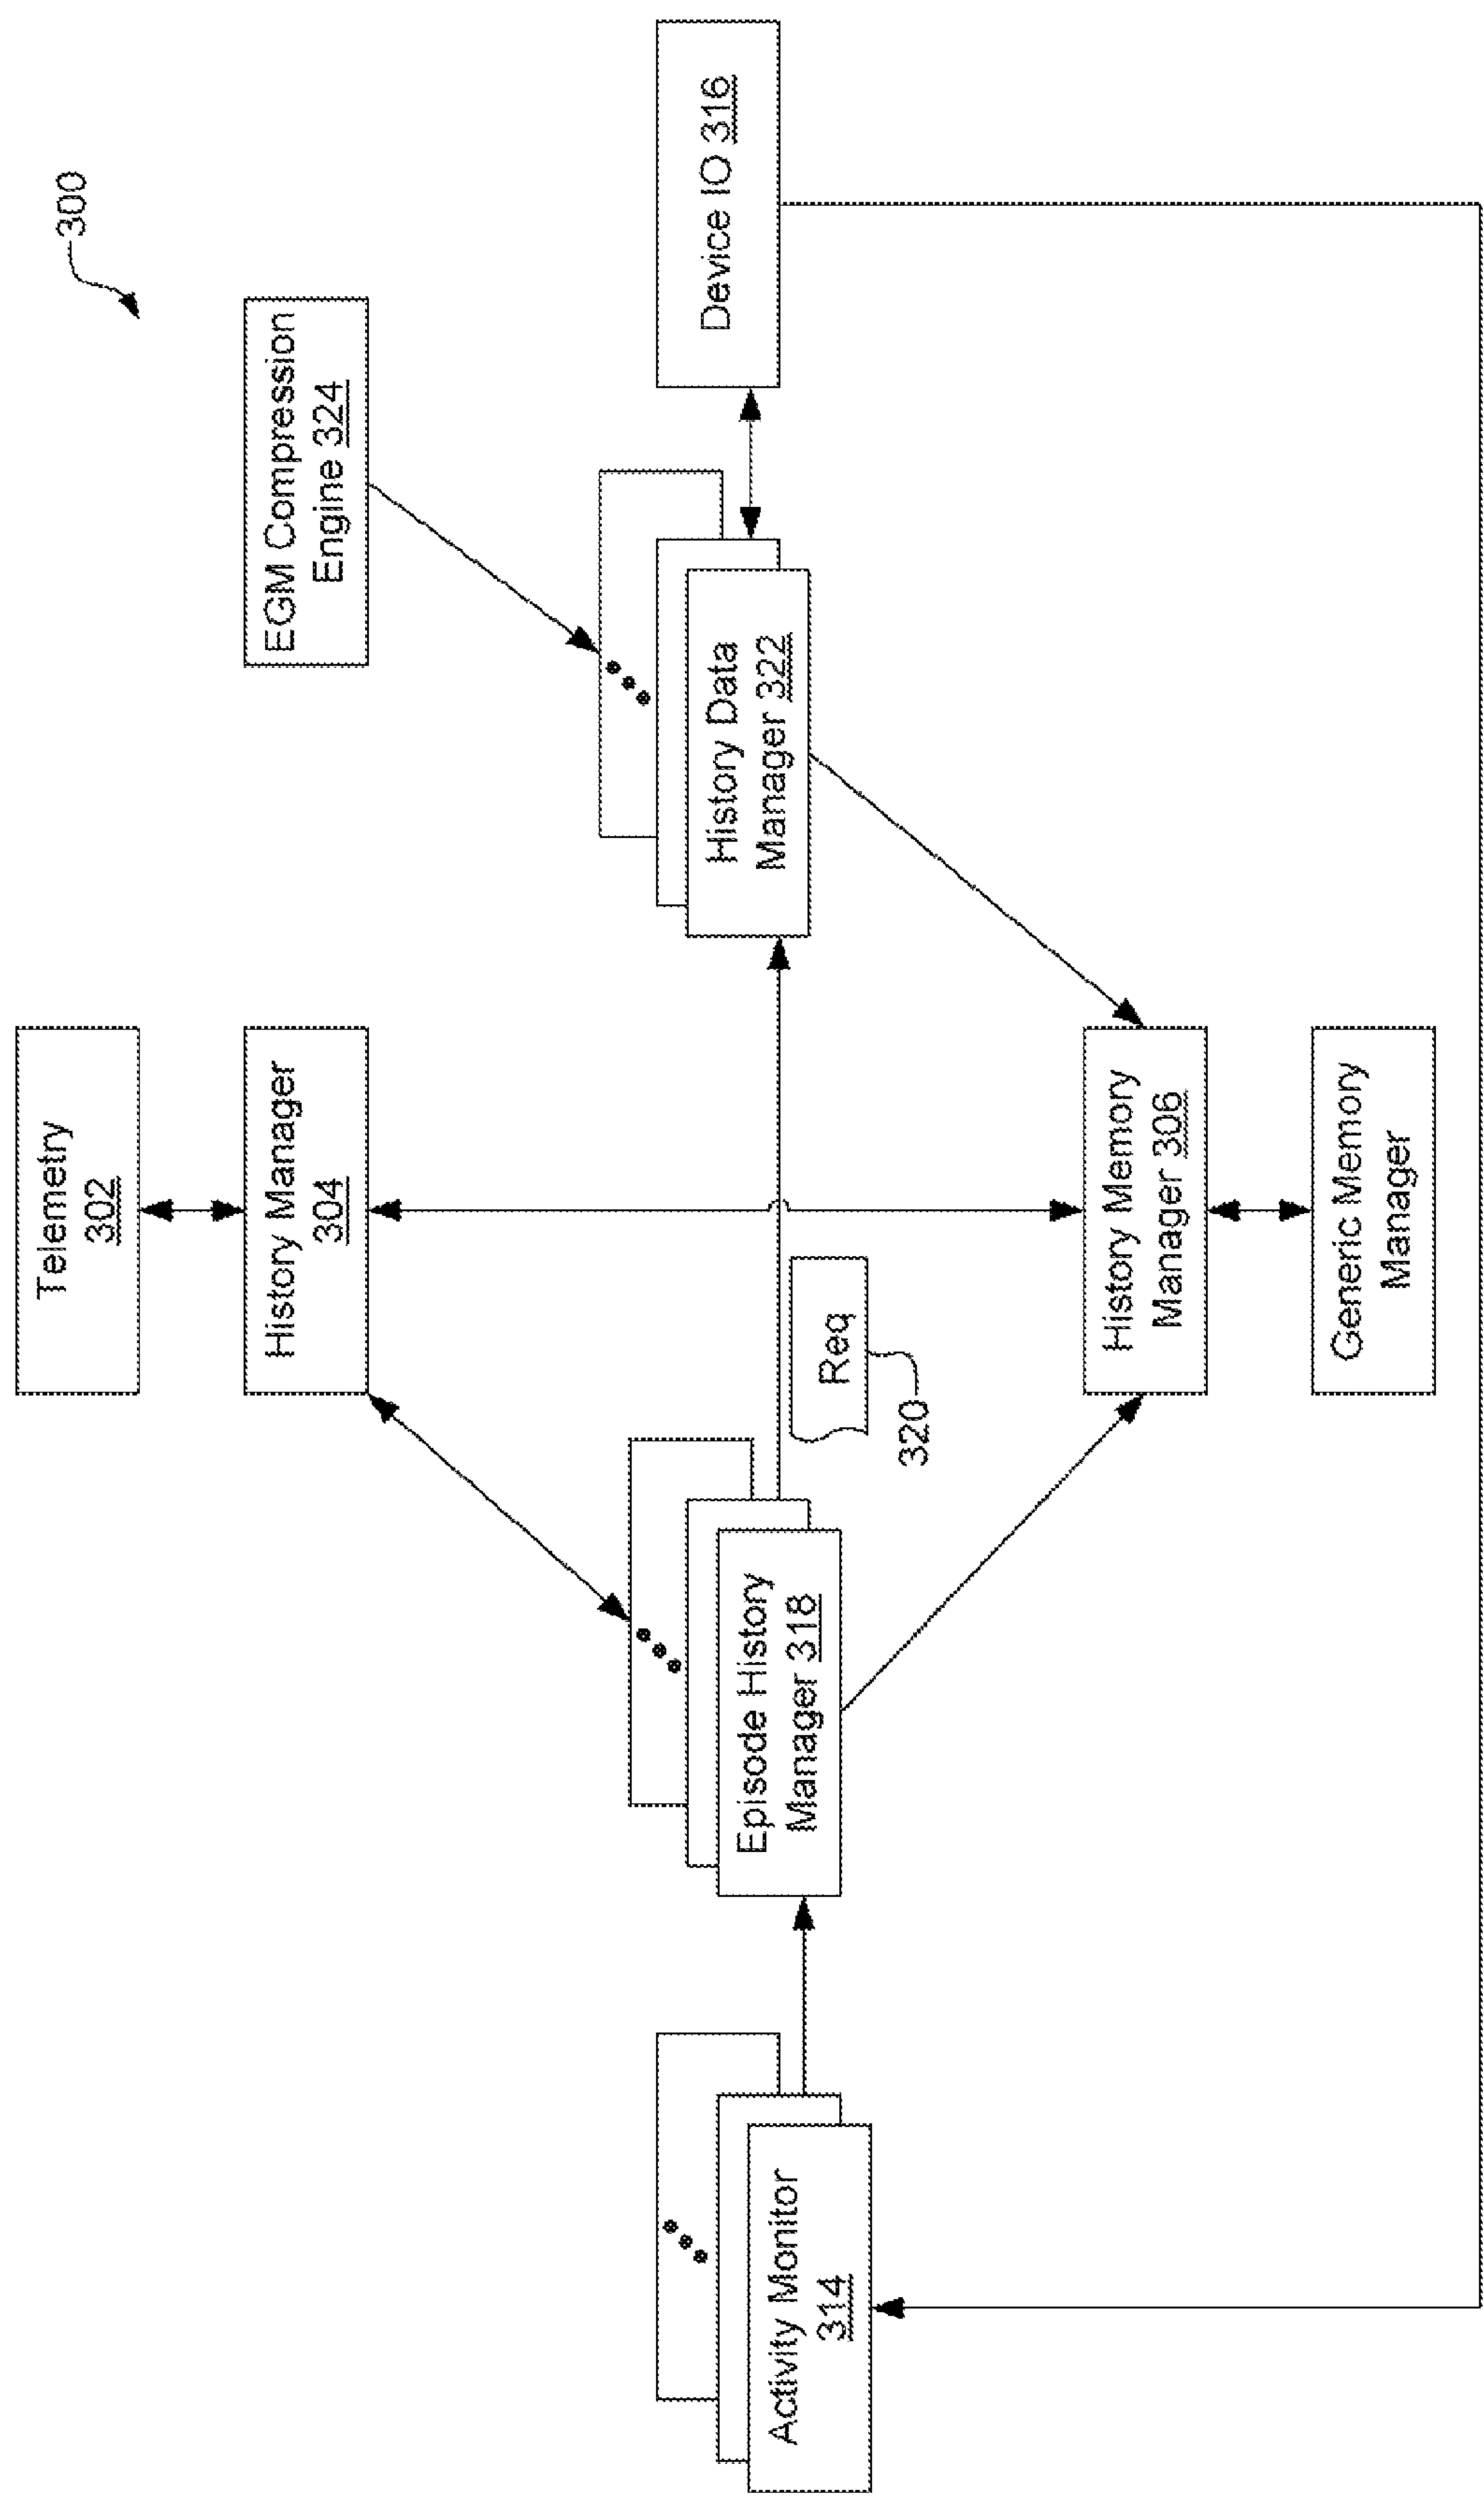 300
Telemetry
302
EGM Compression
Engine 324
History Manager
304
Device IO 316
History Data
Manager 322
Req
320
Episode History
Manager 318
Activity Monitor
314
History Memory
Manager 306
Generic Memory
Manager